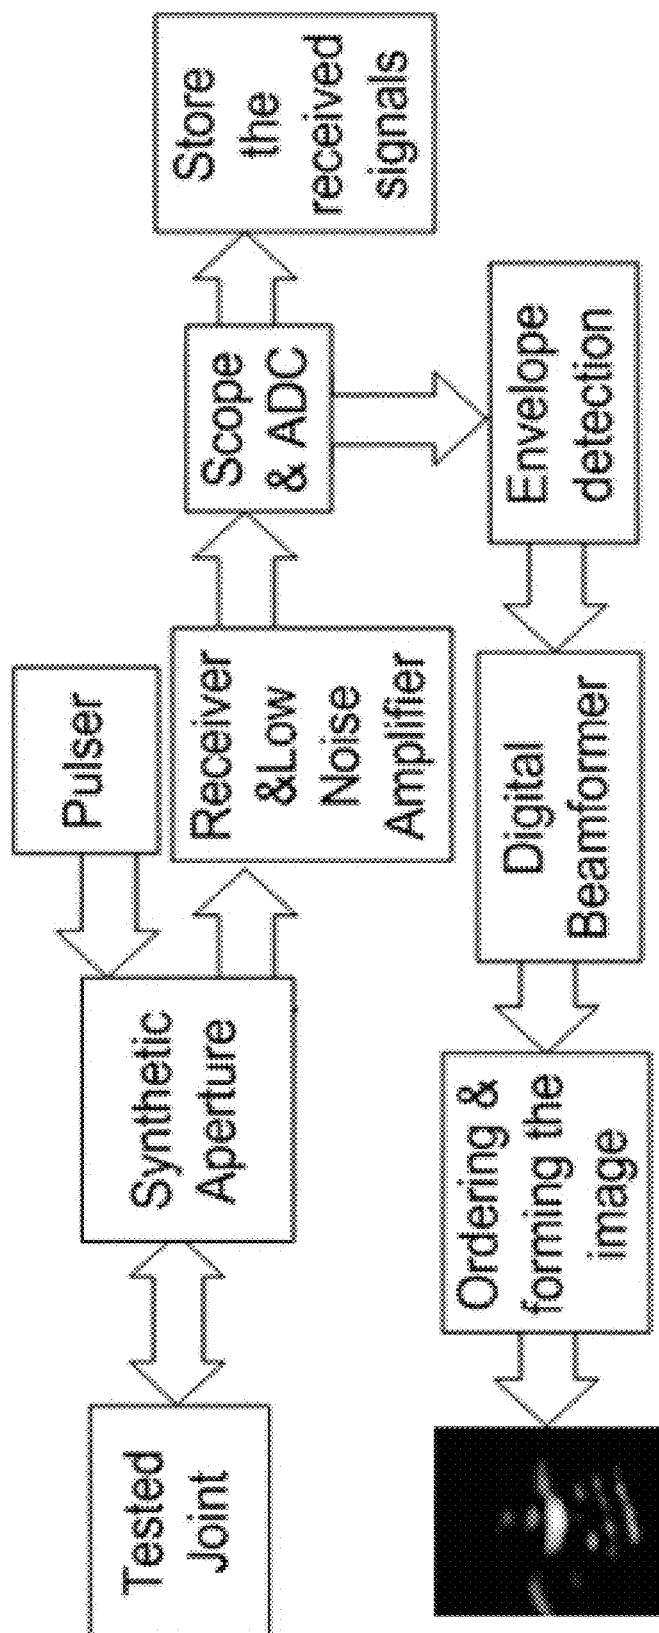 Tested
Joint
Synthetic
Aperture
Pulser
Receiver
&Low
Noise
Amplifier
Scope
& ADC
Store
the
received
signals
Envelope
detection
Digital
Beamformer
Ordering &
forming the
image